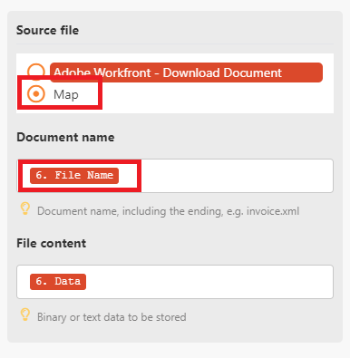 Source file
Adobe Workfront - Download Document
Map
Document name
6. File Name
Document name, including the ending, e.g. invoice.xml
File content
6. Data
Binary or text data to be stored